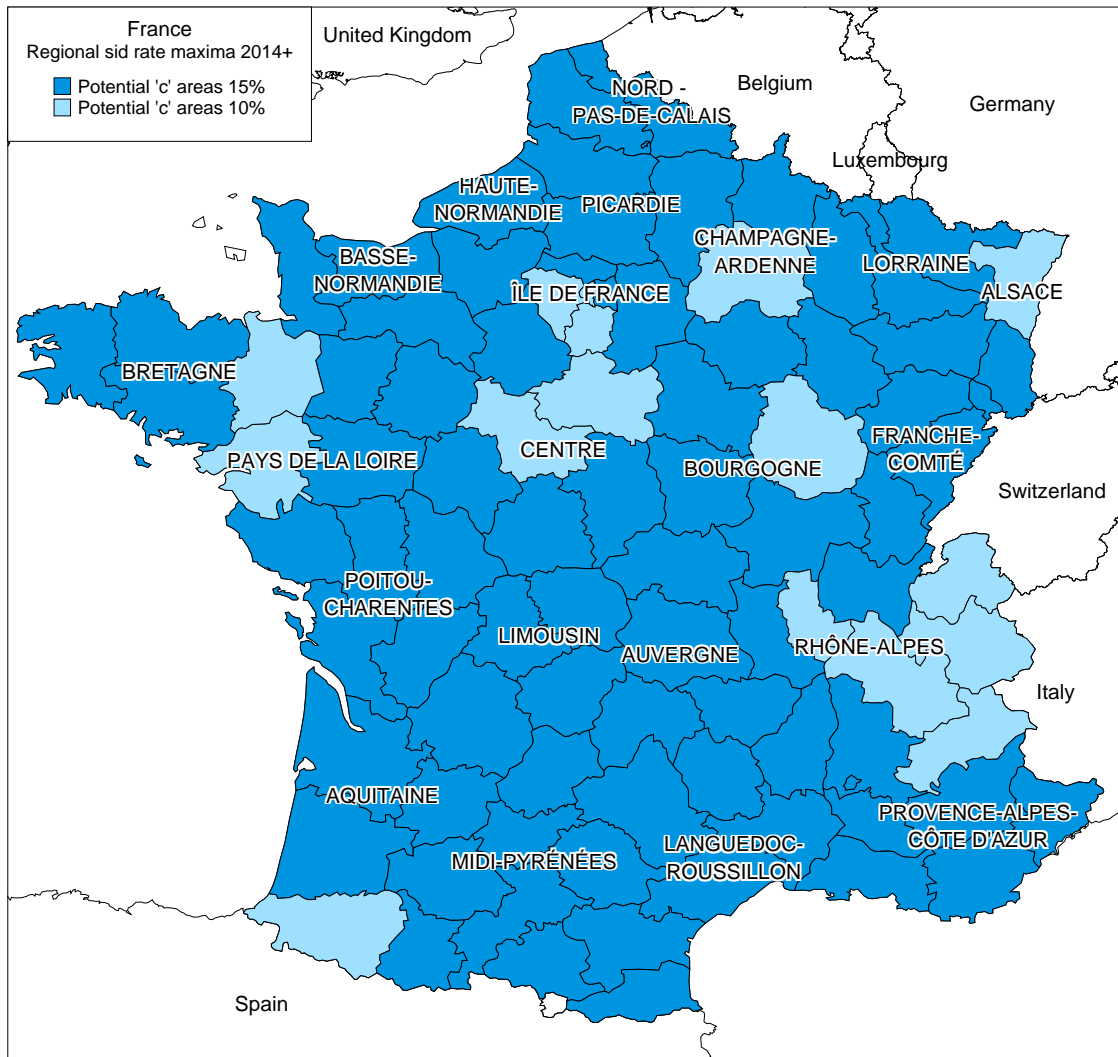 France
Regional sid rate maxima 2014+
Potential 'c' areas 15%
Potential 'c' areas 10%
United Kingdom
Belgium
Germany
Luxembourg
NORD -
PAS-DE-CALAIS
HAUTE-
NORMANDIE
PICARDIE
BASSE-
NORMANDIE
ÎLE DE FRANCE
CHAMPAGNE-
ARDENNE
LORRAINE
ALSACE
BRETAGNE
PAYS DE LA LOIRE
CENTRE
BOURGOGNE
FRANCHE-
COMTÉ
Switzerland
POITOU-
CHARENTES
LIMOUSIN
AUVERGNE
RHÔNE-ALPES
Italy
AQUITAINE
MIDI-PYRÉNÉES
LANGUEDOC-
ROUSSILLON
PROVENCE-ALPES-
CÔTE D'AZUR
Spain